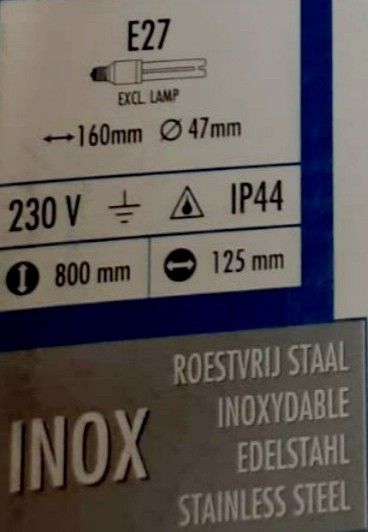 E27
EXCL. LAMP
160mm Ø 47mm
230 V IP44
800 mm 125 mm
INOX
ROESTVRIJ STAAL
INOXYDABLE
EDELSTAHL
STAINLESS STEEL